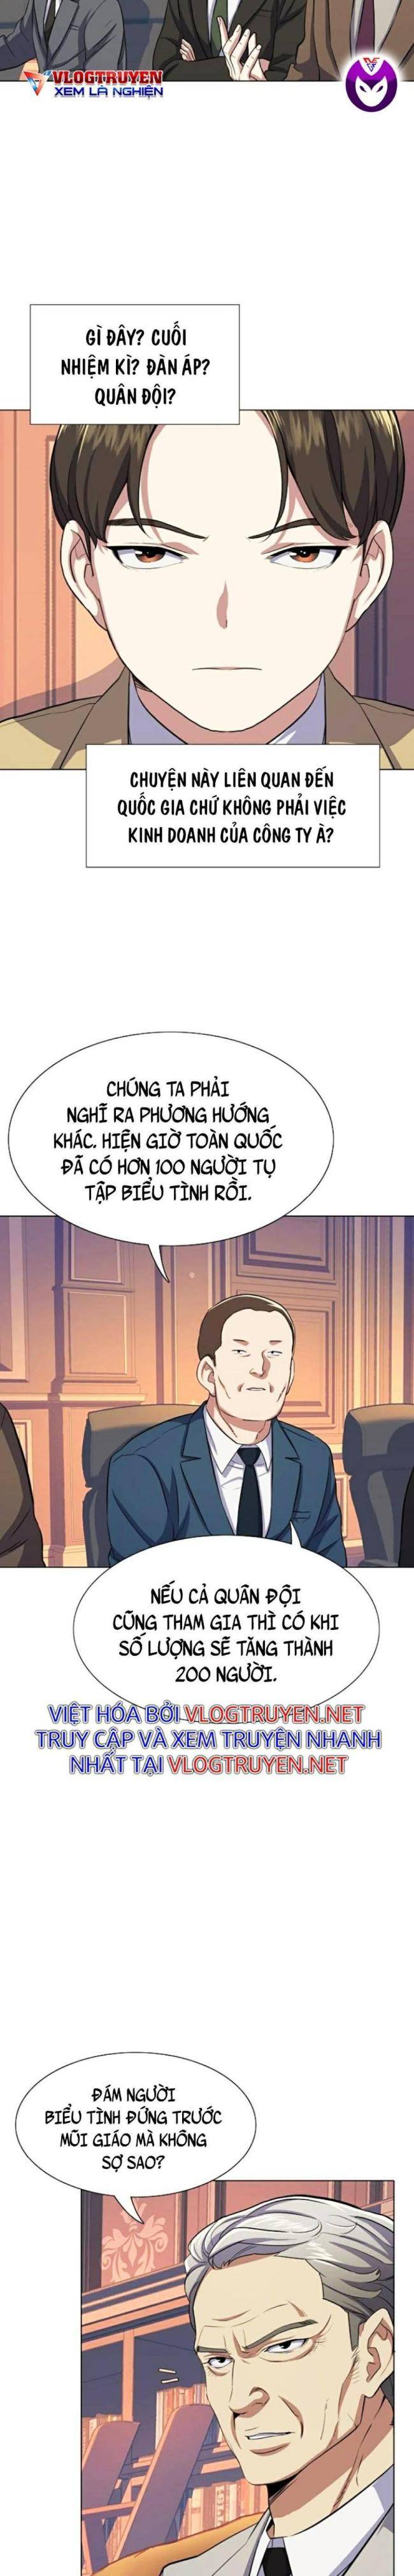 VLOGTRUYEN
XEM LÀ NGHIỆN
GÌ ĐÂY? CUỐI
NHIỆM KÌ? ĐÀN ÁP?
QUÂN ĐỘI?
CHUYỆN NÀY LIÊN QUAN ĐẾN
QUỐC GIA CHỨ KHÔNG PHẢI VIỆC
KINH DOANH CỦA CÔNG TY À?
CHÚNG TA PHẢI
NGHĨ RA PHƯƠNG HƯỚNG
KHÁC. HIỆN GIỜ TOÀN QUỐC
ĐÃ CÓ HƠN 100 NGƯỜI TỤ
TẬP BIỂU TÌNH RỒI.
NẾU CẢ QUÂN ĐỘI
CŨNG THAM GIA THÌ CÓ KHI
SỐ LƯỢNG SẼ TĂNG THÀNH
200 NGƯỜI.
VIỆT HÓA BỞI VLOGTRUYEN.NET
TRUY CẬP VÀ XEM TRUYỆN NHANH
NHẤT TẠI VLOGTRUYEN.NET
ĐÁM NGƯỜI
BIỂU TÌNH ĐỨNG TRƯỚC
MŨI GIÁO MÀ KHÔNG
SỢ SAO?